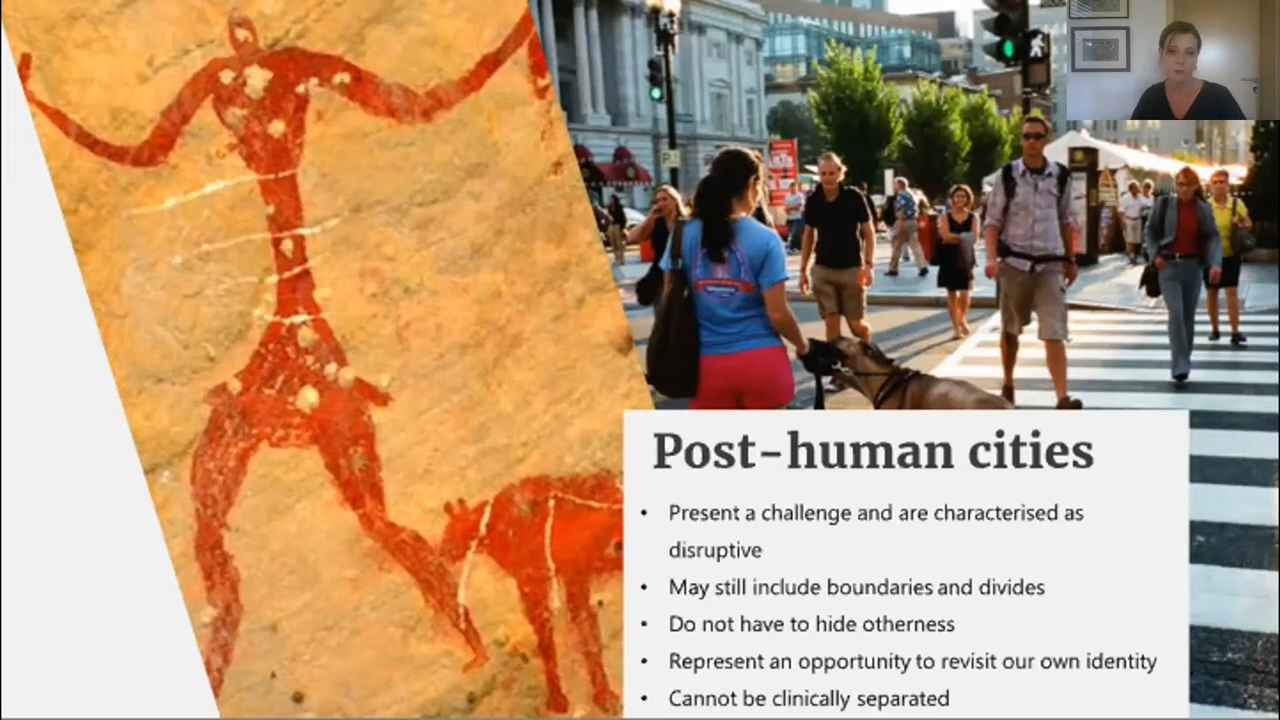 Post-human cities
• Present a challenge and are characterised as
disruptive
• May still include boundaries and divides
• Do not have to hide otherness
• Represent an opportunity to revisit our own identity
• Cannot be clinically separated